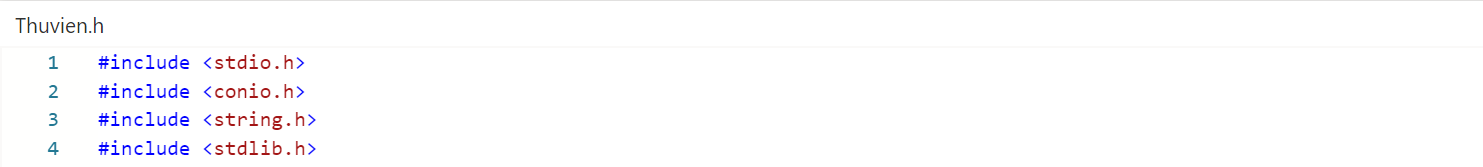 Thuvien.h
1 #include <stdio.h>
2 #include <conio.h>
3 #include <string.h>
4 #include <stdlib.h>